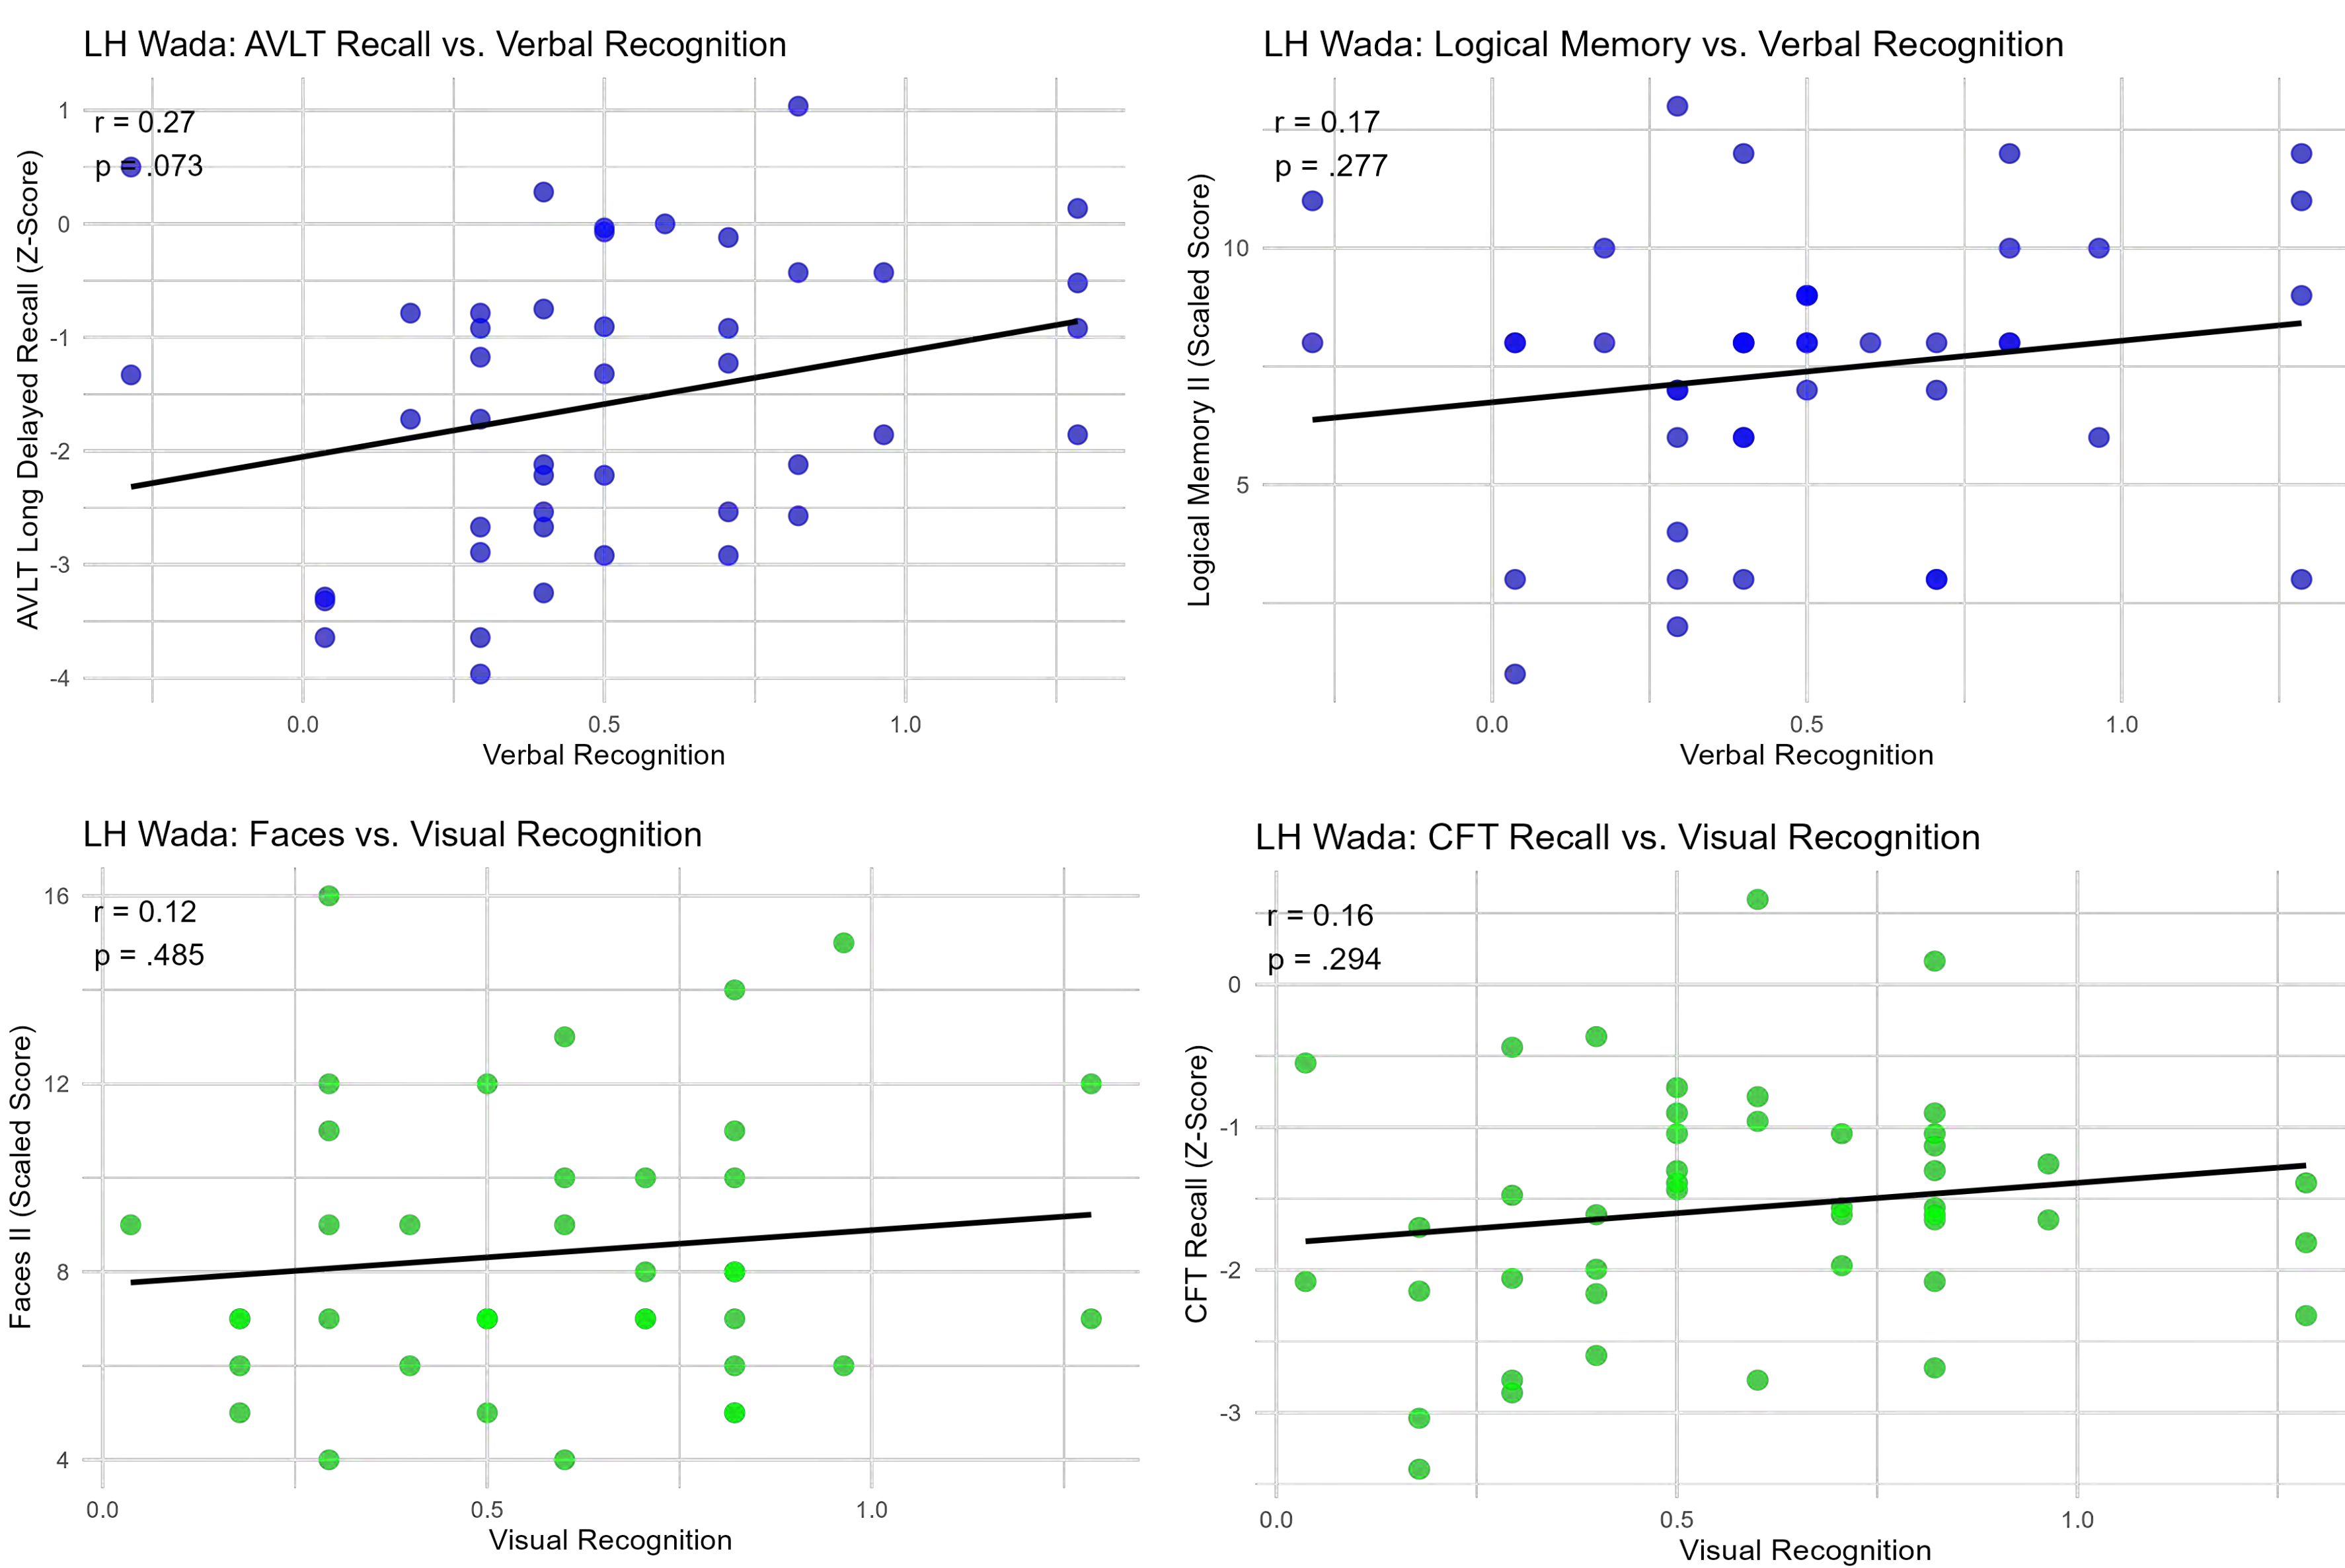 LH Wada: AVLT Recall vs. Verbal Recognition
r = 0.27
p = .073
AVLT Long Delayed Recall (Z-Score)
1
0
-1
-2
-3
-4
0.0 0.5 1.0
Verbal Recognition
LH Wada: Logical Memory vs. Verbal Recognition
r = 0.17
p = .277
Logical Memory II (Scaled Score)
10
5
0.0 0.5 1.0
Verbal Recognition
LH Wada: Faces vs. Visual Recognition
r = 0.12
p = .485
Faces II (Scaled Score)
16
12
8
4
0.0 0.5 1.0
Visual Recognition
LH Wada: CFT Recall vs. Visual Recognition
r = 0.16
p = .294
CFT Recall (Z-Score)
0
-1
-2
-3
0.0 0.5 1.0
Visual Recognition